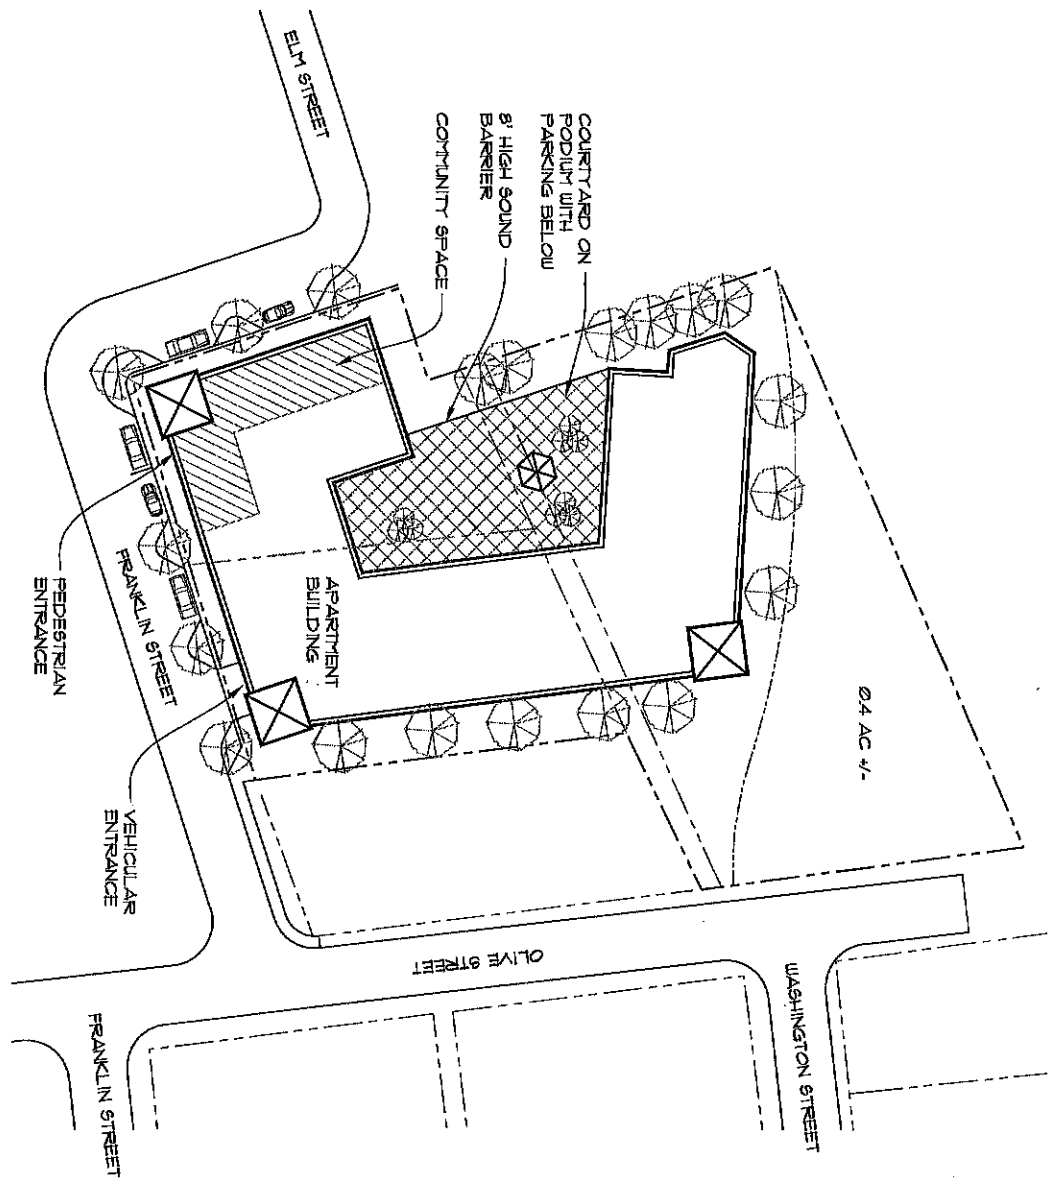 ELM STREET
COURTYARD ON
PODIUM WITH
PARKING BELOW
8' HIGH SOUND
BARRIER
COMMUNITY SPACE
PEDESTRIAN
ENTRANCE
FRANKLIN STREET
APARTMENT
BUILDING
VEHICULAR
ENTRANCE
0.4 AC +/-
OLIVE STREET
WASHINGTON STREET
FRANKLIN STREET